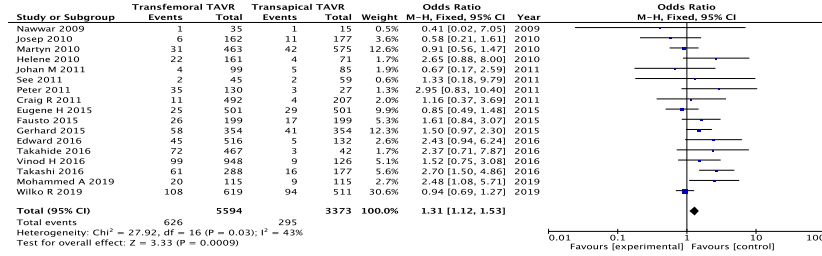 Transfemoral TAVR Transapical TAVR Odds Ratio Odds Ratio
Study or Subgroup Events Total Events Total Weight M-H, Fixed, 95% CI Year M-H, Fixed, 95% CI
Nawwar 2009 1 35 1 15 0.5% 0.41 [0.02, 7.05] 2009
Josep 2010 6 162 11 177 3.9% 0.58 [0.21, 1.61] 2010
Martyn 2010 31 463 42 575 13.4% 0.91 [0.56, 1.47] 2010
Helene 2010 22 161 4 71 1.8% 2.65 [0.88, 8.00] 2010
Johan M 2011 4 99 5 85 2.0% 0.67 [0.17, 2.59] 2011
See 2011 2 45 2 59 0.6% 1.33 [0.18, 9.79] 2011
Peter 2011 35 130 3 27 1.4% 2.95 [0.83, 10.40] 2011
Craig R 2011 11 492 4 207 2.1% 1.16 [0.37, 3.69] 2011
Eugene H 2015 25 501 29 501 10.4% 0.85 [0.49, 1.48] 2015
Fausto 2015 26 199 17 199 5.5% 1.61 [0.84, 3.07] 2015
Gerhard 2015 58 354 41 354 12.8% 1.50 [0.97, 2.30] 2015
Edward 2016 45 516 5 132 2.7% 2.43 [0.94, 6.24] 2016
Takahide 2016 72 467 3 42 1.7% 2.37 [0.71, 7.87] 2016
Vinod H 2016 99 948 9 126 5.3% 1.52 [0.75, 3.08] 2016
Takashi 2016 61 288 16 177 5.8% 2.70 [1.50, 4.86] 2016
Mohammed A 2019 20 115 9 115 2.8% 2.48 [1.08, 5.71] 2019
Wilko R 2019 108 619 94 511 30.6% 0.94 [0.69, 1.27] 2019
Total (95% CI) 5594 3373 100.0% 1.31 [1.12, 1.53]
Total events 626 295
Heterogeneity: Chi² = 27.92, df = 16 (P = 0.03); I² = 43%
Test for overall effect: Z = 3.33 (P = 0.0009)
0.01 0.1 1 10 100
Favours [experimental] Favours [control]